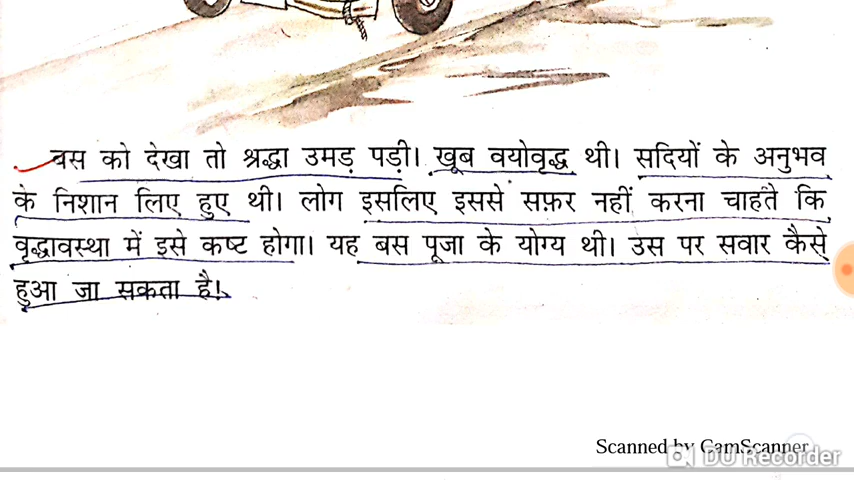 बस को देखा तो श्रद्धा उमड़ पड़ी। खूब वयोवृद्ध थी। सदियों के अनुभव
के निशान लिए हुए थी। लोग इसलिए इससे सफ़र नहीं करना चाहते कि
वृद्धावस्था में इसे कष्ट होगा। यह बस पूजा के योग्य थी। उस पर सवार कैसे
हुआ जा सकता है!
Scanned by CamScanner
DU Recorder